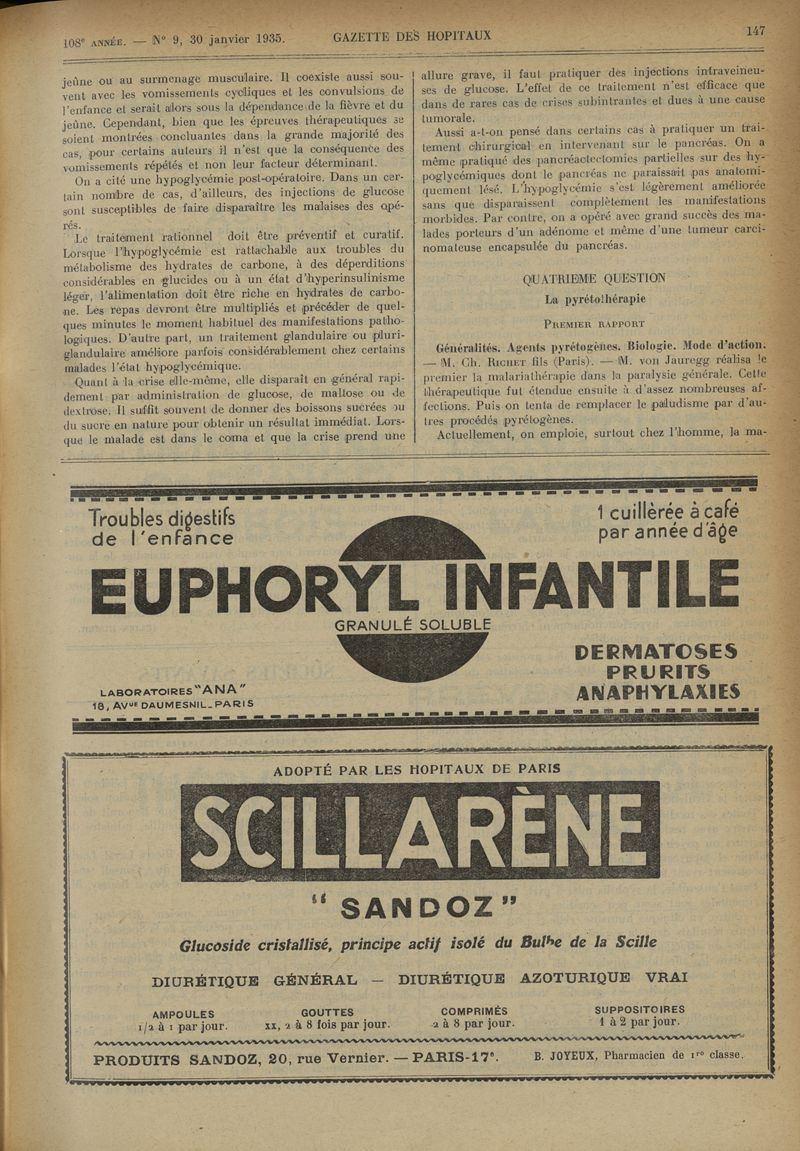 108e ANNÉE. — N° 9, 30 janvier 1935.
GAZETTE DES HOPITAUX
147
jeûne ou au surmenage musculaire. Il coexiste aussi sou-
vent avec les vomissements cycliques et les convulsions de
l'enfance et serait alors sous la dépendance de la fièvre et du
jeûne. Cependant, bien que les épreuves thérapeutiques se
soient montrées concluantes dans la grande majorité des
cas, pour certains auteurs il n'est que la conséquence des
vomissements répétés et non leur facteur déterminant.
On a cité une hypoglycémie post-opératoire. Dans un cer-
tain nombre de cas, d'ailleurs, des injections de glucose
sont susceptibles de faire disparaître les malaises des opé-
rés.
Le traitement rationnel doit être préventif et curatif.
Lorsque l'hypoglycémie est rattachable aux troubles du
métabolisme des hydrates de carbone, à des déperditions
considérables en glucides ou à un état d'hyperinsulinisme
léger, l'alimentation doit être riche en hydrates de carbo-
ne. Les repas devront être multipliés et précéder de quel-
ques minutes le moment habituel des manifestations patho-
logiques. D'autre part, un traitement glandulaire ou pluri-
glandulaire améliore parfois considérablement chez certains
malades l'état hypoglycémique.
Quant à la crise elle-même, elle disparaît en général rapi-
dement par administration de glucose, de maltose ou de
dextrose. Il suffit souvent de donner des boissons sucrées ou
du sucre en nature pour obtenir un résultat immédiat. Lors-
que le malade est dans le coma et que la crise prend une
allure grave, il faut pratiquer des injections intraveineu-
ses de glucose. L'effet de ce traitement n'est efficace que
dans de rares cas de crises subintrantes et dues à une cause
tumorale.
Aussi a-t-on pensé dans certains cas à pratiquer un trai-
tement chirurgical en intervenant sur le pancréas. On a
même pratiqué des pancréactectomies partielles sur des hy-
poglycémiques dont le pancréas ne paraissait pas anatomi-
quement lésé. L'hypoglycémie s'est légèrement améliorée
sans que disparaissent complètement les manifestations
morbides. Par contre, on a opéré avec grand succès des ma-
lades porteurs d'un adénome et même d'une tumeur carci-
nomateuse encapsulée du pancréas.
QUATRIEME QUESTION
La pyrétothérapie
PREMIER RAPPORT
Généralités. Agents pyrétogènes. Biologie. Mode d'action.
— M. Ch. RICHET fils (Paris). — M. von Jauregg réalisa le
premier la malariathérapie dans la paralysie générale. Cette
thérapeutique fut étendue ensuite à d'assez nombreuses af-
fections. Puis on tenta de remplacer le paludisme par d'au-
tres procédés pyrétogènes.
Actuellement, on emploie, surtout chez l'homme, la ma-
Troubles digestifs
de l'enfance
1 cuillèrée à café
par année d'âge
EUPHORYL INFANTILE
GRANULÉ SOLUBLE
DERMATOSES
PRURITS
ANAPHYLAXIES
LABORATOIRES "ANA"
18, AVUE DAUMESNIL_PARIS
ADOPTÉ PAR LES HOPITAUX DE PARIS
SCILLARÈNE
"SANDOZ"
Glucoside cristallisé, principe actif isolé du Bulbe de la Scille
DIURÉTIQUE GÉNÉRAL — DIURÉTIQUE AZOTURIQUE VRAI
AMPOULES
1/2 à 1 par jour.
GOUTTES
XX, 2 à 8 fois par jour.
COMPRIMÉS
2 à 8 par jour.
SUPPOSITOIRES
1 à 2 par jour.
PRODUITS SANDOZ, 20, rue Vernier. — PARIS-17e.
B. JOYEUX, Pharmacien de 1re classe.